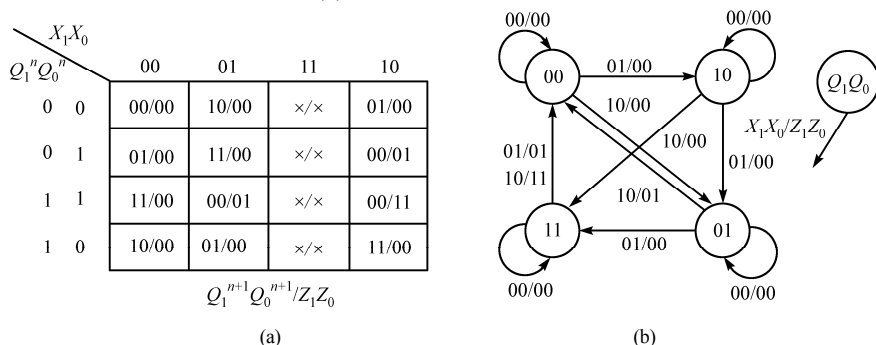 X₁X₀
Q₁ⁿQ₀ⁿ 00 01 11 10
0 0 00/00 10/00 ×/× 01/00
0 1 01/00 11/00 ×/× 00/01
1 1 11/00 00/01 ×/× 00/11
1 0 10/00 01/00 ×/× 11/00
Q₁ⁿ⁺¹Q₀ⁿ⁺¹/Z₁Z₀
(a)
00/00 00/00
00 01/00 10 Q₁Q₀
10/00
X₁X₀/Z₁Z₀
10/00
01/01 01/00
10/11
10/01
11 01/00 01
00/00 00/00
(b)